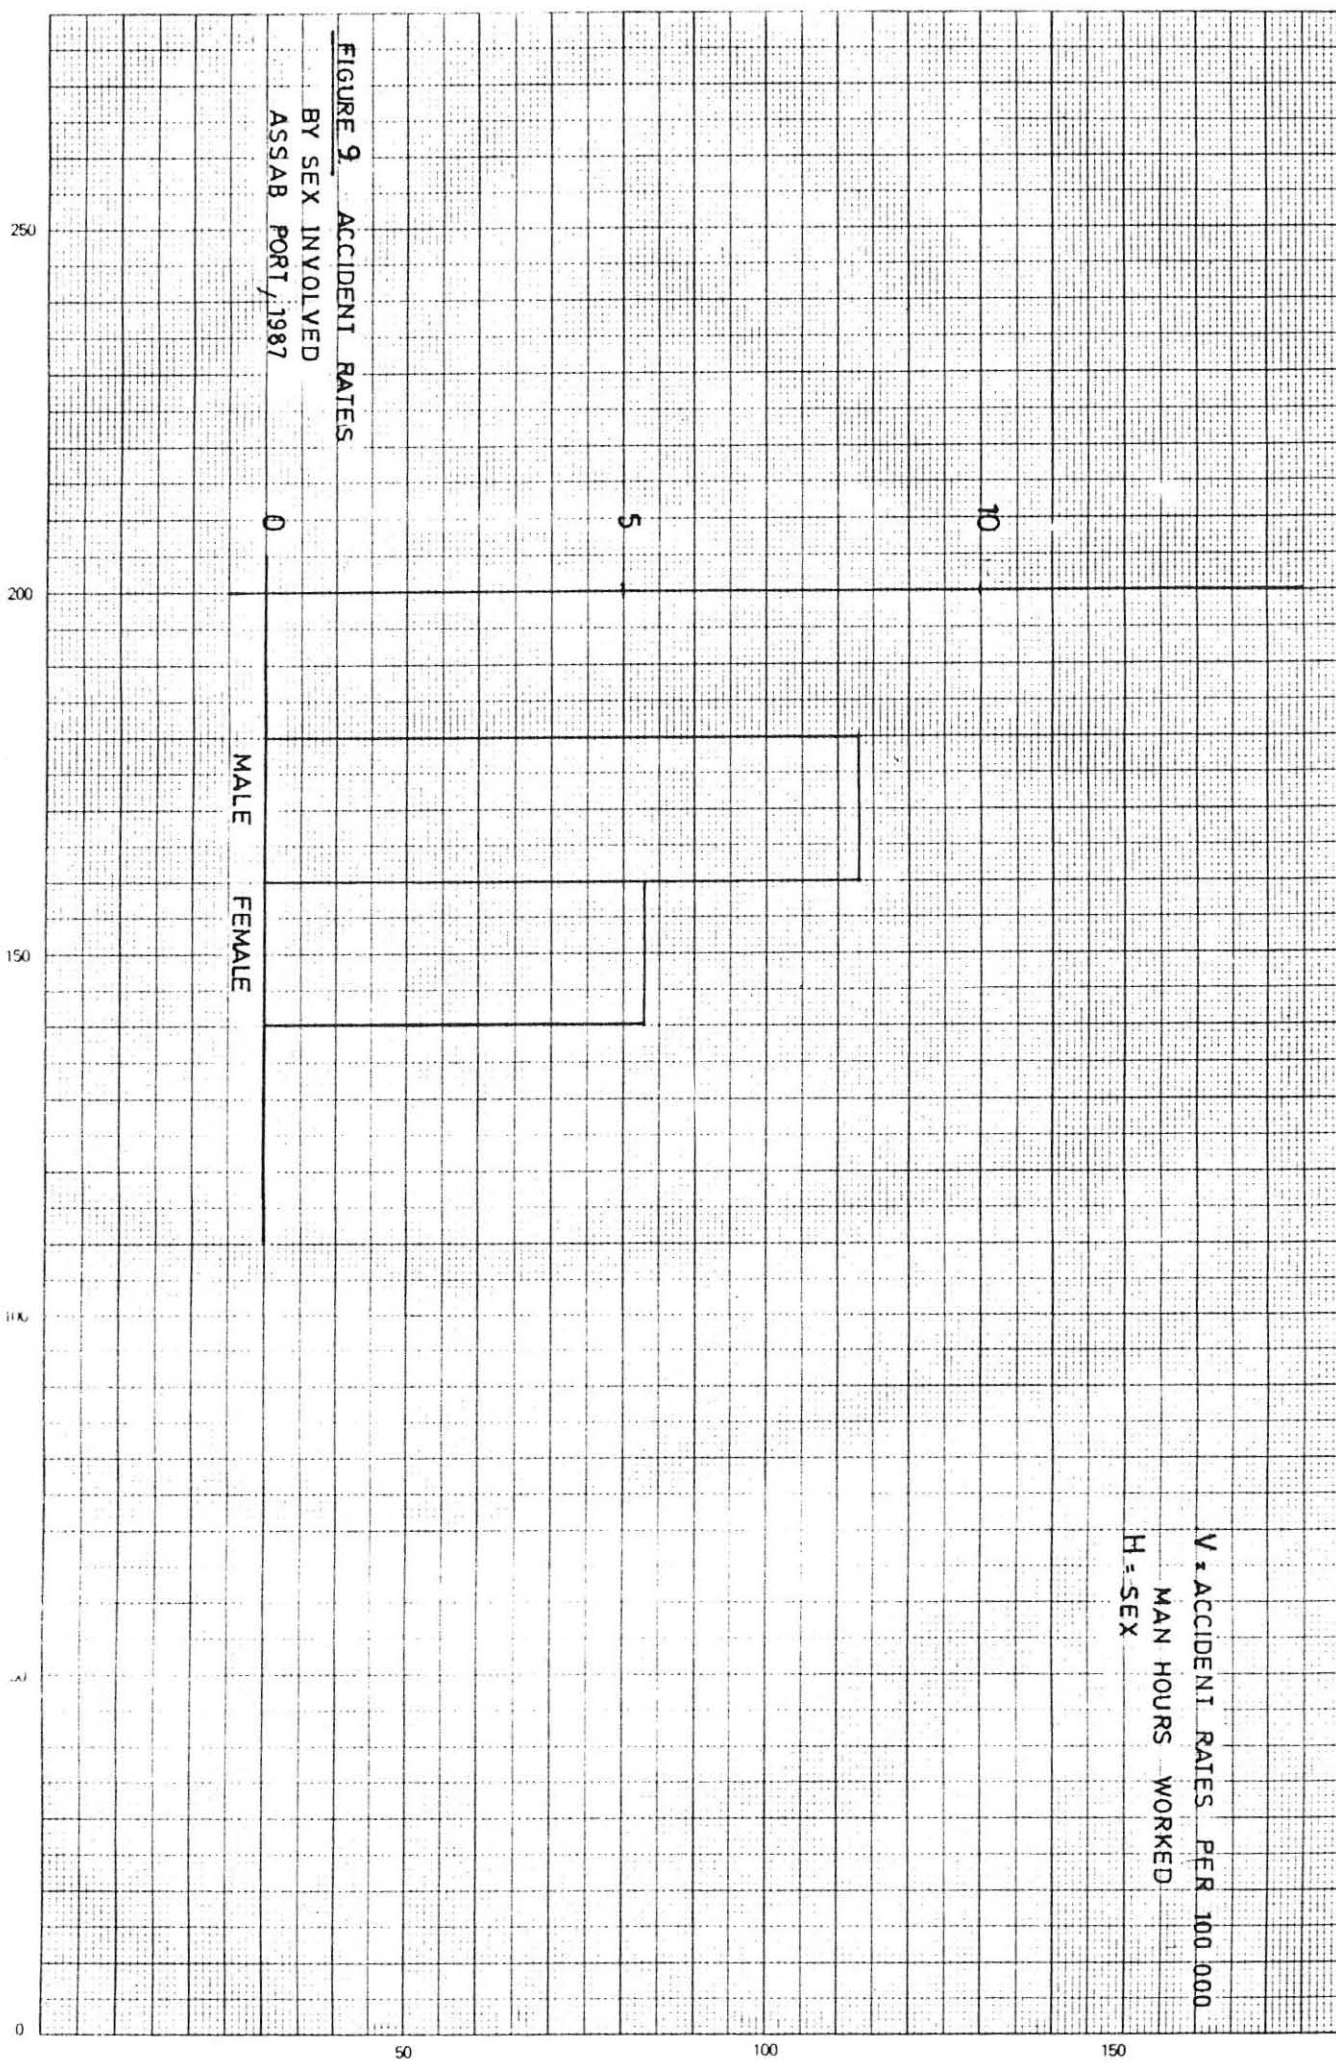 V = ACCIDENT RATES PER 100 000
MAN HOURS WORKED
H = SEX
10
5
0
MALE FEMALE
FIGURE 9. ACCIDENT RATES
BY SEX INVOLVED
ASSAB PORT, 1987
250
200
150
0
50
100
150